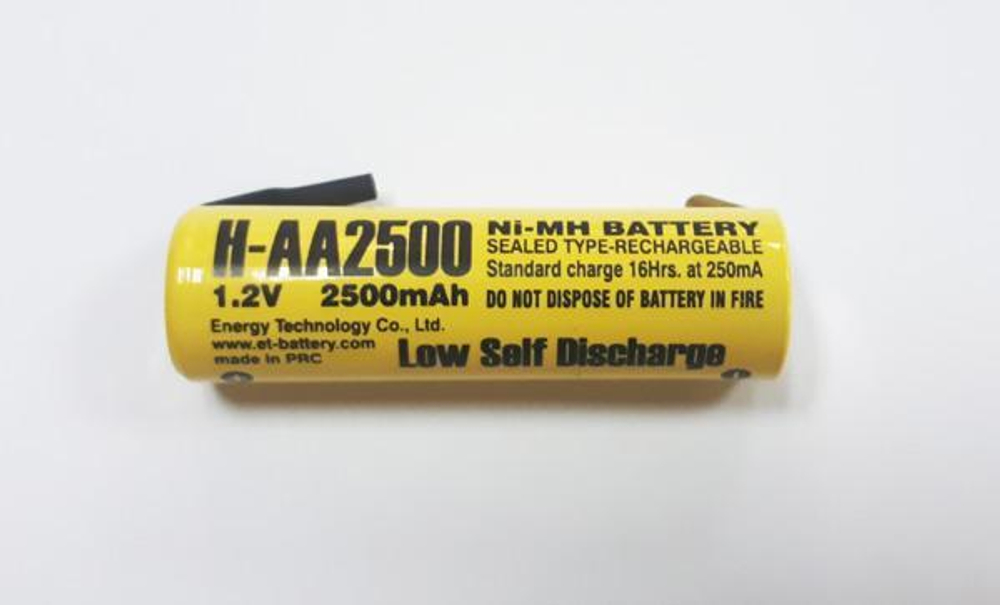 H-AA2500
1.2V 2500mAh
Energy Technology Co., Ltd.
www.et-battery.com
made in PRC
Ni-MH BATTERY
SEALED TYPE-RECHARGEABLE
Standard charge 16Hrs. at 250mA
DO NOT DISPOSE OF BATTERY IN FIRE
Low Self Discharge